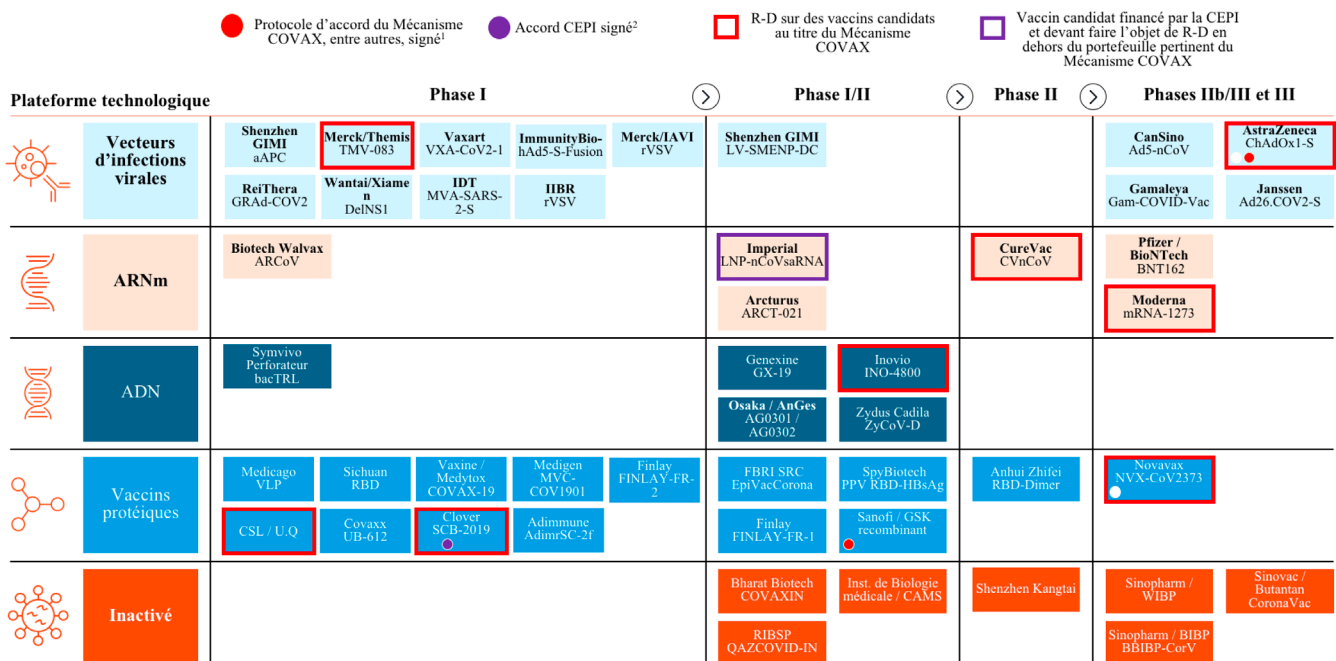 Protocole d'accord du Mécanisme
COVAX, entre autres, signé¹
Accord CEPI signé²
R-D sur des vaccins candidats
au titre du Mécanisme
COVAX
Vaccin candidat financé par la CEPI
et devant faire l'objet de R-D en
dehors du portefeuille pertinent du
Mécanisme COVAX
Plateforme technologique
Phase I
Phase I/II
Phase II
Phases IIb/III et III
Vecteurs
d'infections
virales
Shenzhen
GIMI
aAPC
Merck/Themis
TMV-083
Vaxart
VXA-CoV2-1
ImmunityBio-
hAd5-S-Fusion
Merck/IAVI
rVSV
ReiThera
GRAd-COV2
Wantai/Xiame
n
DelNS1
IDT
MVA-SARS-
2-S
IIBR
rVSV
Shenzhen GIMI
LV-SMENP-DC
CanSino
Ad5-nCoV
AstraZeneca
ChAdOx1-S
Gamaleya
Gam-COVID-Vac
Janssen
Ad26.COV2-S
ARNm
Biotech Walvax
ARCoV
Imperial
LNP-nCoVsaRNA
Arcturus
ARCT-021
CureVac
CVnCoV
Pfizer /
BioNTech
BNT162
Moderna
mRNA-1273
ADN
Symvivo
Perforateur
bacTRL
Genexine
GX-19
Inovio
INO-4800
Osaka / AnGes
AG0301 /
AG0302
Zydus Cadila
ZyCoV-D
Vaccins
protéiques
Medicago
VLP
Sichuan
RBD
Vaxine /
Medytox
COVAX-19
Medigen
MVC-
COV1901
Finlay
FINLAY-FR-
2
CSL / U.Q
Covaxx
UB-612
Clover
SCB-2019
Adimmune
AdimrSC-2f
FBRI SRC
EpiVacCorona
SpyBiotech
PPV RBD-HBsAg
Finlay
FINLAY-FR-1
Sanofi / GSK
recombinant
Anhui Zhifei
RBD-Dimer
Novavax
NVX-CoV2373
Inactivé
Bharat Biotech
COVAXIN
Inst. de Biologie
médicale / CAMS
RIBSP
QAZCOVID-IN
Shenzhen Kangtai
Sinopharm /
WIBP
Sinovac /
Butantan
CoronaVac
Sinopharm / BIBP
BBIBP-CorV